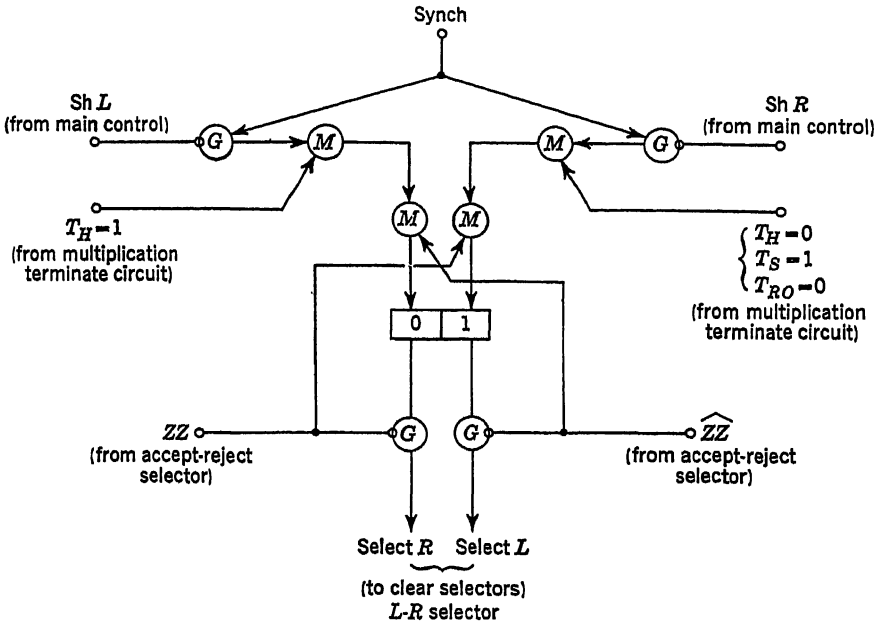 Synch
Sh L
(from main control)
Sh R
(from main control)
G
M
M
G
T_H=1
(from multiplication
terminate circuit)
M
M
T_H=0
T_S=1
T_RO=0
(from multiplication
terminate circuit)
0 1
ZZ
(from accept-reject
selector)
G
G
\widehat{ZZ}
(from accept-reject
selector)
Select R Select L
(to clear selectors)
L-R selector